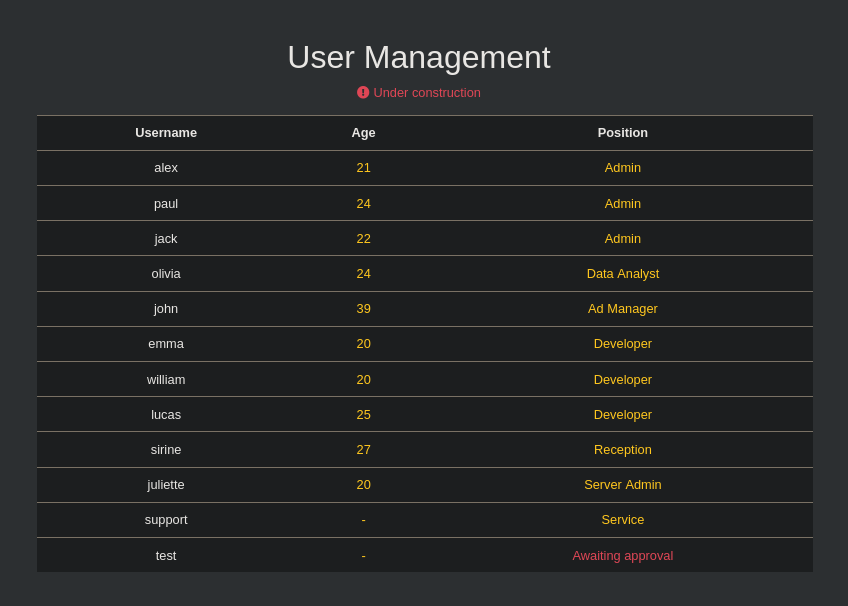 User Management
Under construction
Username Age Position
alex 21 Admin
paul 24 Admin
jack 22 Admin
olivia 24 Data Analyst
john 39 Ad Manager
emma 20 Developer
william 20 Developer
lucas 25 Developer
sirine 27 Reception
juliette 20 Server Admin
support - Service
test - Awaiting approval